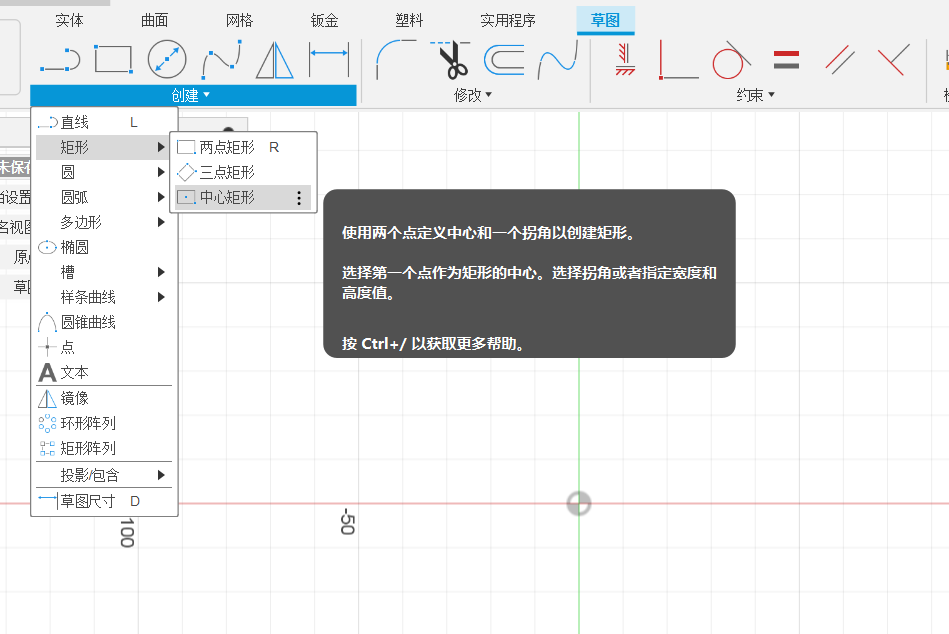 实体 曲面 网格 钣金 塑料 实用程序 草图
创建 修改 约束
直线 L
矩形
圆
圆弧
多边形
椭圆
槽
样条曲线
圆锥曲线
点
A 文本
镜像
环形阵列
矩形阵列
投影/包含
草图尺寸 D
两点矩形 R
三点矩形
中心矩形
使用两个点定义中心和一个拐角以创建矩形。
选择第一个点作为矩形的中心。选择拐角或者指定宽度和
高度值。
按 Ctrl+/ 以获取更多帮助。
未保存
设置
名视图
原
草图
100
-50